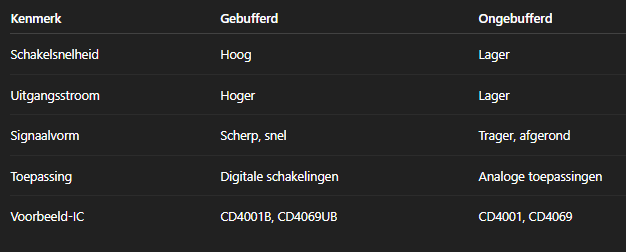 Kenmerk Gebufferd Ongebufferd
Schakelsnelheid Hoog Lager
Uitgangsstroom Hoger Lager
Signaalvorm Scherp, snel Trager, afgerond
Toepassing Digitale schakelingen Analoge toepassingen
Voorbeeld-IC CD4001B, CD4069UB CD4001, CD4069